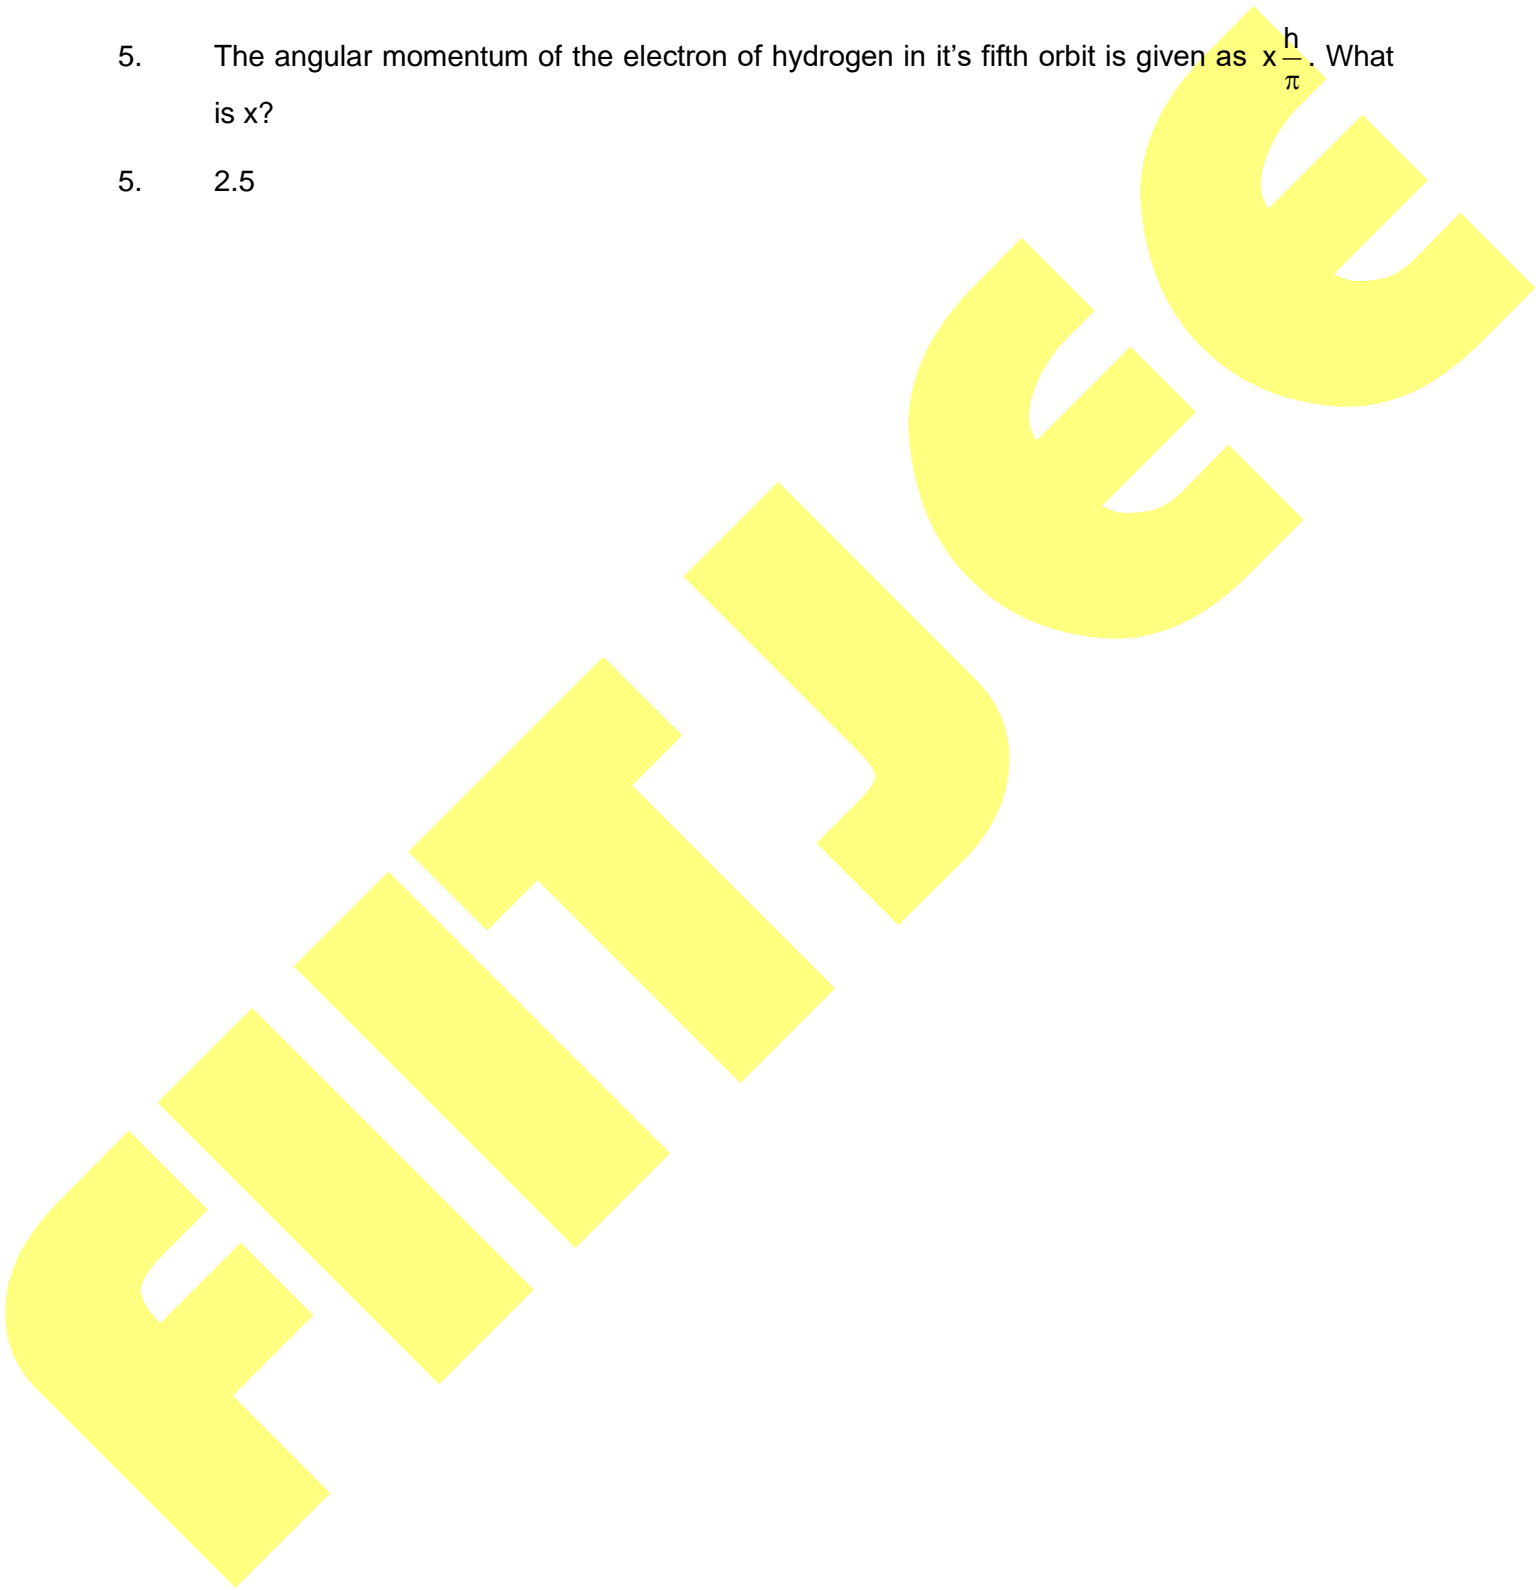 5. The angular momentum of the electron of hydrogen in it’s fifth orbit is given as x h/π. What
is x?
5. 2.5
FIITJEE